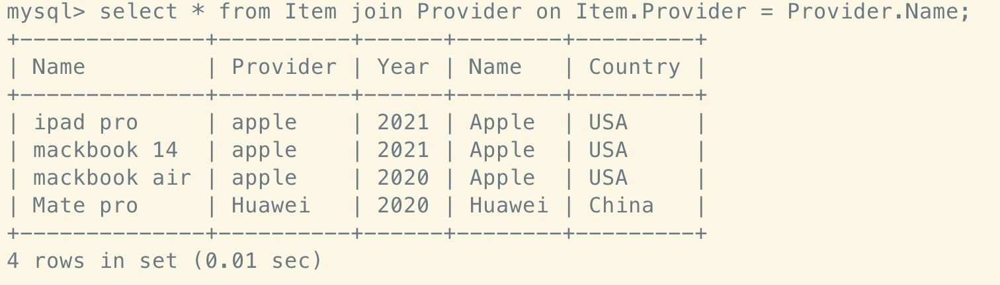 mysql> select * from Item join Provider on Item.Provider = Provider.Name;
+--------------+----------+------+--------+---------+
| Name         | Provider | Year | Name   | Country |
+--------------+----------+------+--------+---------+
| ipad pro     | apple    | 2021 | Apple  | USA     |
| mackbook 14  | apple    | 2021 | Apple  | USA     |
| mackbook air | apple    | 2020 | Apple  | USA     |
| Mate pro     | Huawei   | 2020 | Huawei | China   |
+--------------+----------+------+--------+---------+
4 rows in set (0.01 sec)